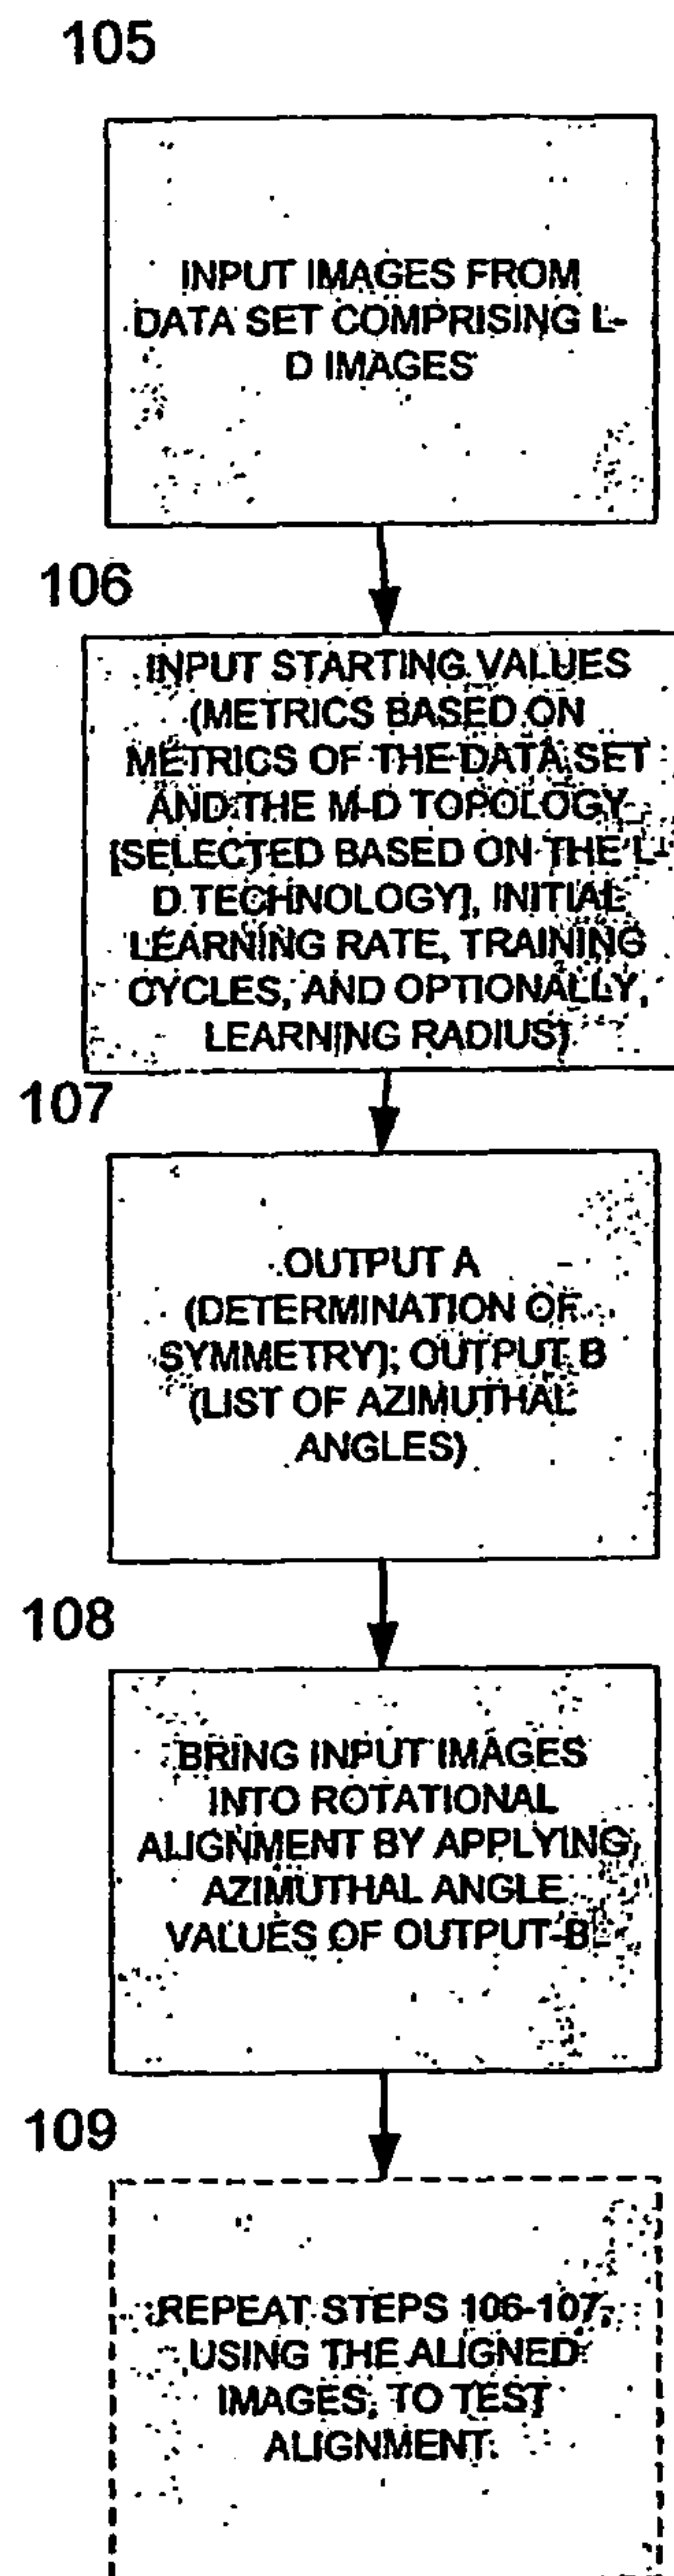 105
INPUT IMAGES FROM
DATA SET COMPRISING L-
D IMAGES
106
INPUT STARTING VALUES
(METRICS BASED ON
METRICS OF THE DATA SET
AND THE M-D TOPOLOGY
[SELECTED BASED ON THE L-
D TECHNOLOGY], INITIAL
LEARNING RATE, TRAINING
CYCLES, AND OPTIONALLY,
LEARNING RADIUS)
107
OUTPUT A
(DETERMINATION OF
SYMMETRY); OUTPUT B
(LIST OF AZIMUTHAL
ANGLES)
108
BRING INPUT IMAGES
INTO ROTATIONAL
ALIGNMENT BY APPLYING
AZIMUTHAL ANGLE
VALUES OF OUTPUT B
109
REPEAT STEPS 106-107,
USING THE ALIGNED
IMAGES, TO TEST
ALIGNMENT.